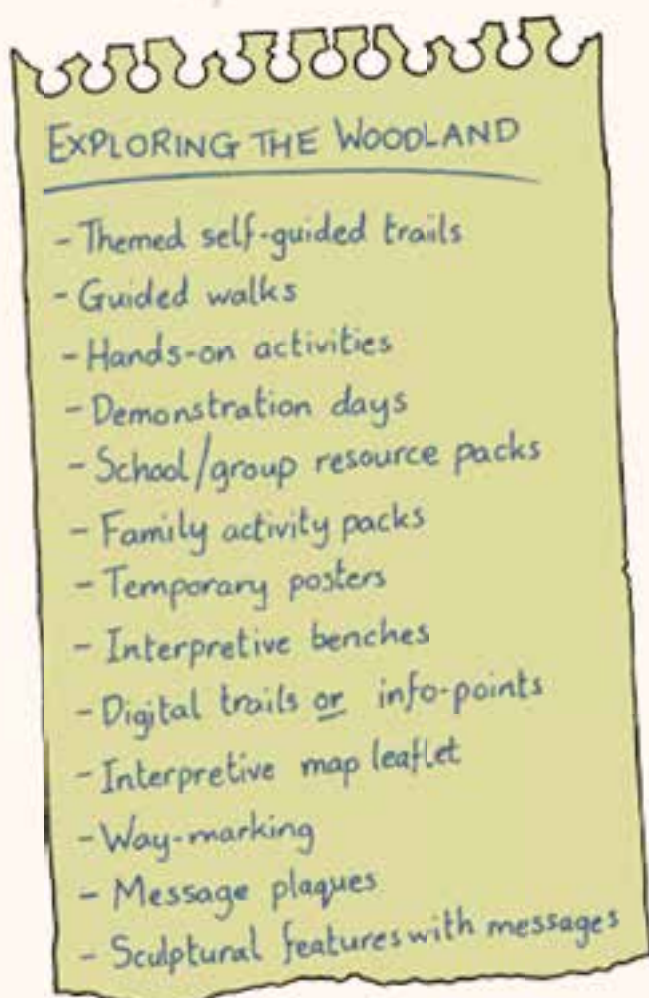 EXPLORING THE WOODLAND
- Themed self-guided trails
- Guided walks
- Hands-on activities
- Demonstration days
- School/group resource packs
- Family activity packs
- Temporary posters
- Interpretive benches
- Digital trails or info-points
- Interpretive map leaflet
- Way-marking
- Message plaques
- Sculptural features with messages